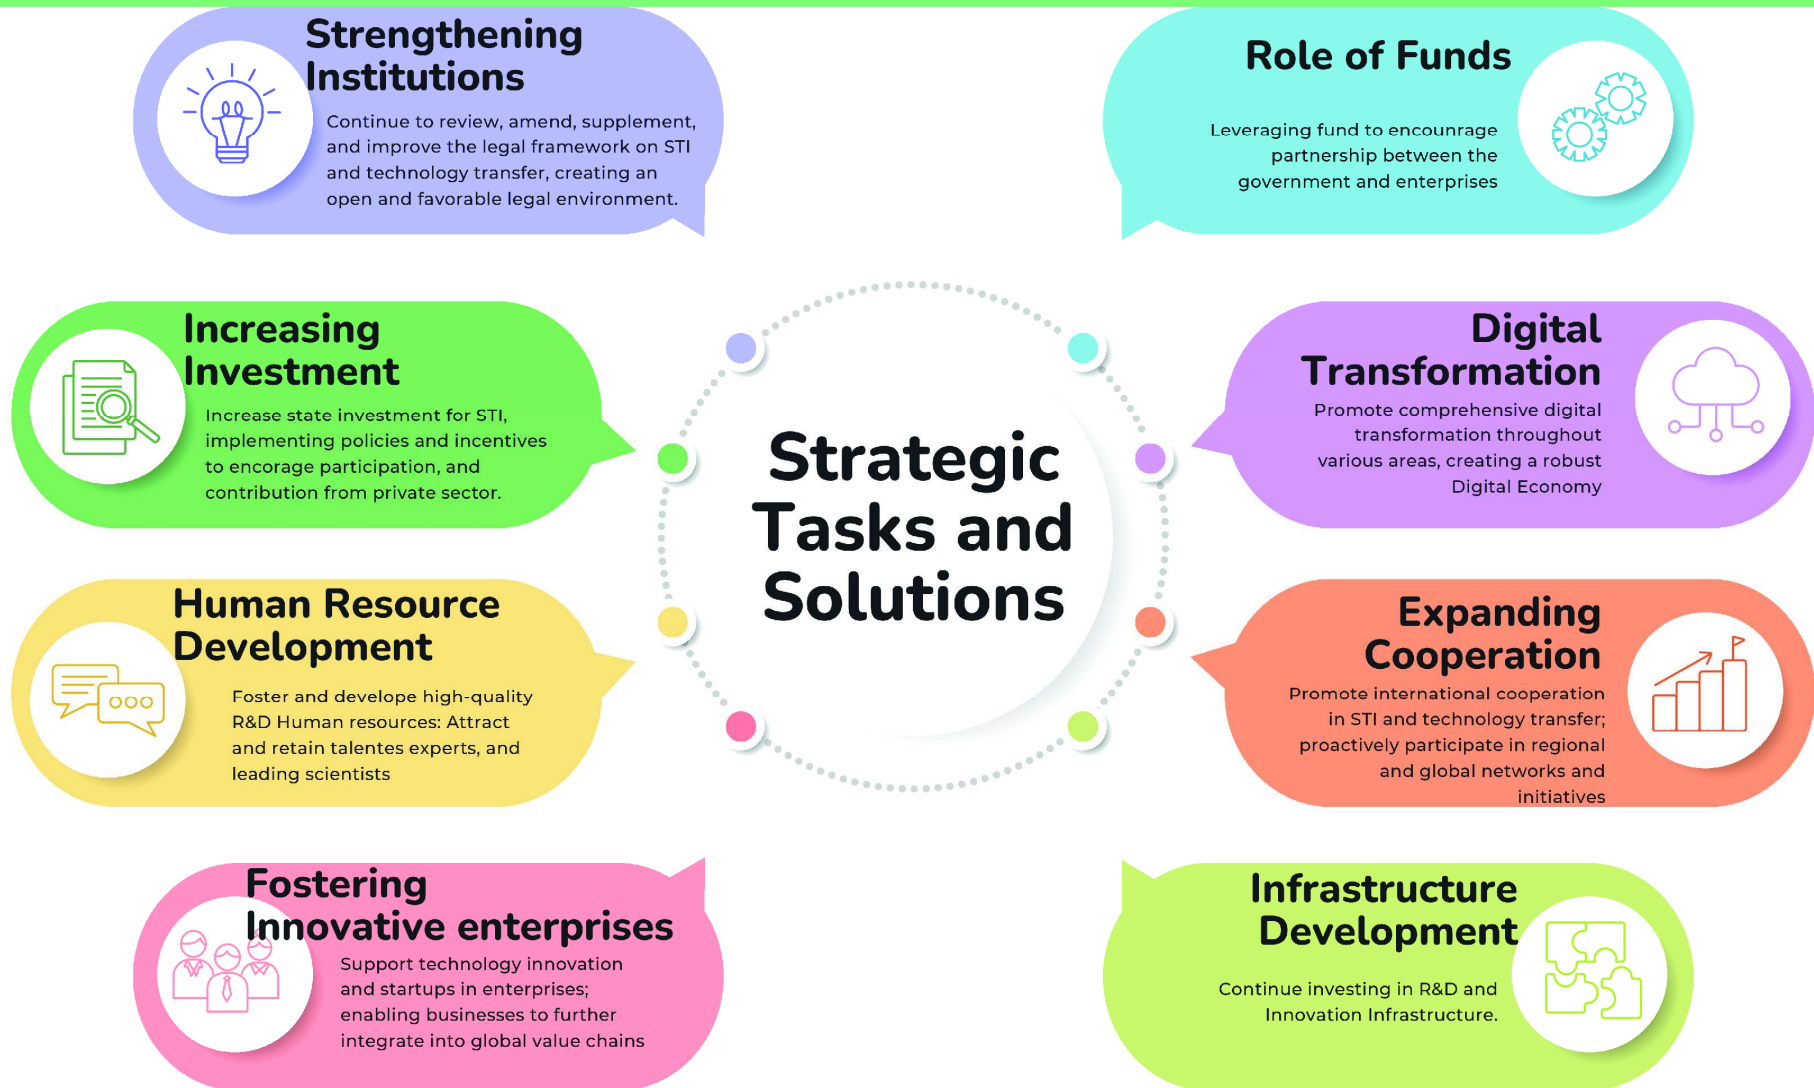 Strengthening
Institutions
Continue to review, amend, supplement,
and improve the legal framework on STI
and technology transfer, creating an
open and favorable legal environment.
Increasing
Investment
Increase state investment for STI,
implementing policies and incentives
to encorage participation, and
contribution from private sector.
Human Resource
Development
Foster and develope high-quality
R&D Human resources: Attract
and retain talentes experts, and
leading scientists
Fostering
Innovative enterprises
Support technology innovation
and startups in enterprises;
enabling businesses to further
integrate into global value chains
Strategic
Tasks and
Solutions
Role of Funds
Leveraging fund to encounrage
partnership between the
government and enterprises
Digital
Transformation
Promote comprehensive digital
transformation throughout
various areas, creating a robust
Digital Economy
Expanding
Cooperation
Promote international cooperation
in STI and technology transfer;
proactively participate in regional
and global networks and
initiatives
Infrastructure
Development
Continue investing in R&D and
Innovation Infrastructure.